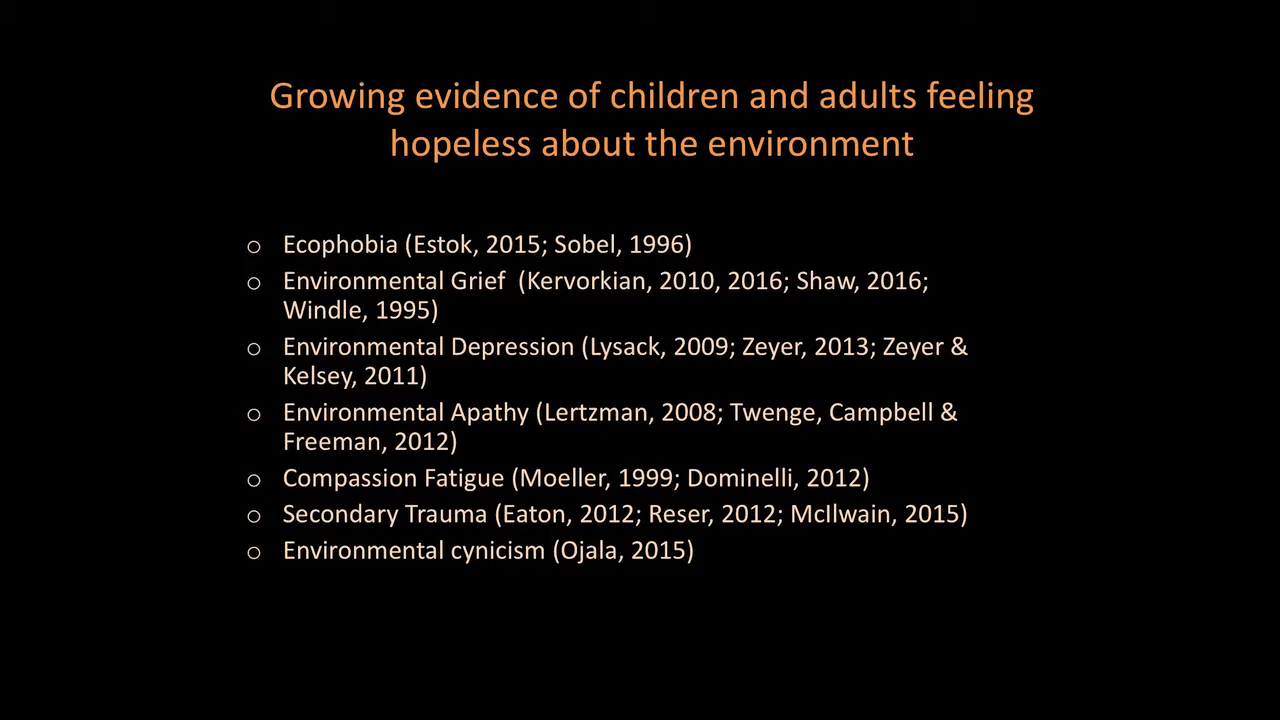 Growing evidence of children and adults feeling
hopeless about the environment
o Ecophobia (Estok, 2015; Sobel, 1996)
o Environmental Grief  (Kervorkian, 2010, 2016; Shaw, 2016;
Windle, 1995)
o Environmental Depression (Lysack, 2009; Zeyer, 2013; Zeyer &
Kelsey, 2011)
o Environmental Apathy (Lertzman, 2008; Twenge, Campbell &
Freeman, 2012)
o Compassion Fatigue (Moeller, 1999; Dominelli, 2012)
o Secondary Trauma (Eaton, 2012; Reser, 2012; McIlwain, 2015)
o Environmental cynicism (Ojala, 2015)